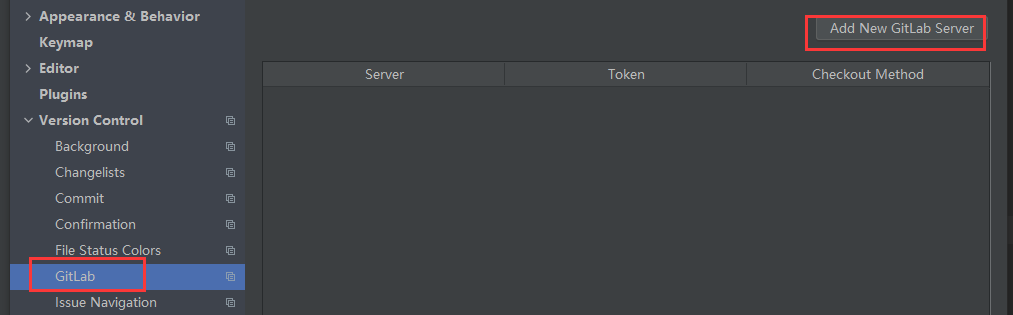 Appearance & Behavior
Keymap
Editor
Plugins
Version Control
Background
Changelists
Commit
Confirmation
File Status Colors
GitLab
Issue Navigation
Add New GitLab Server
Server Token Checkout Method